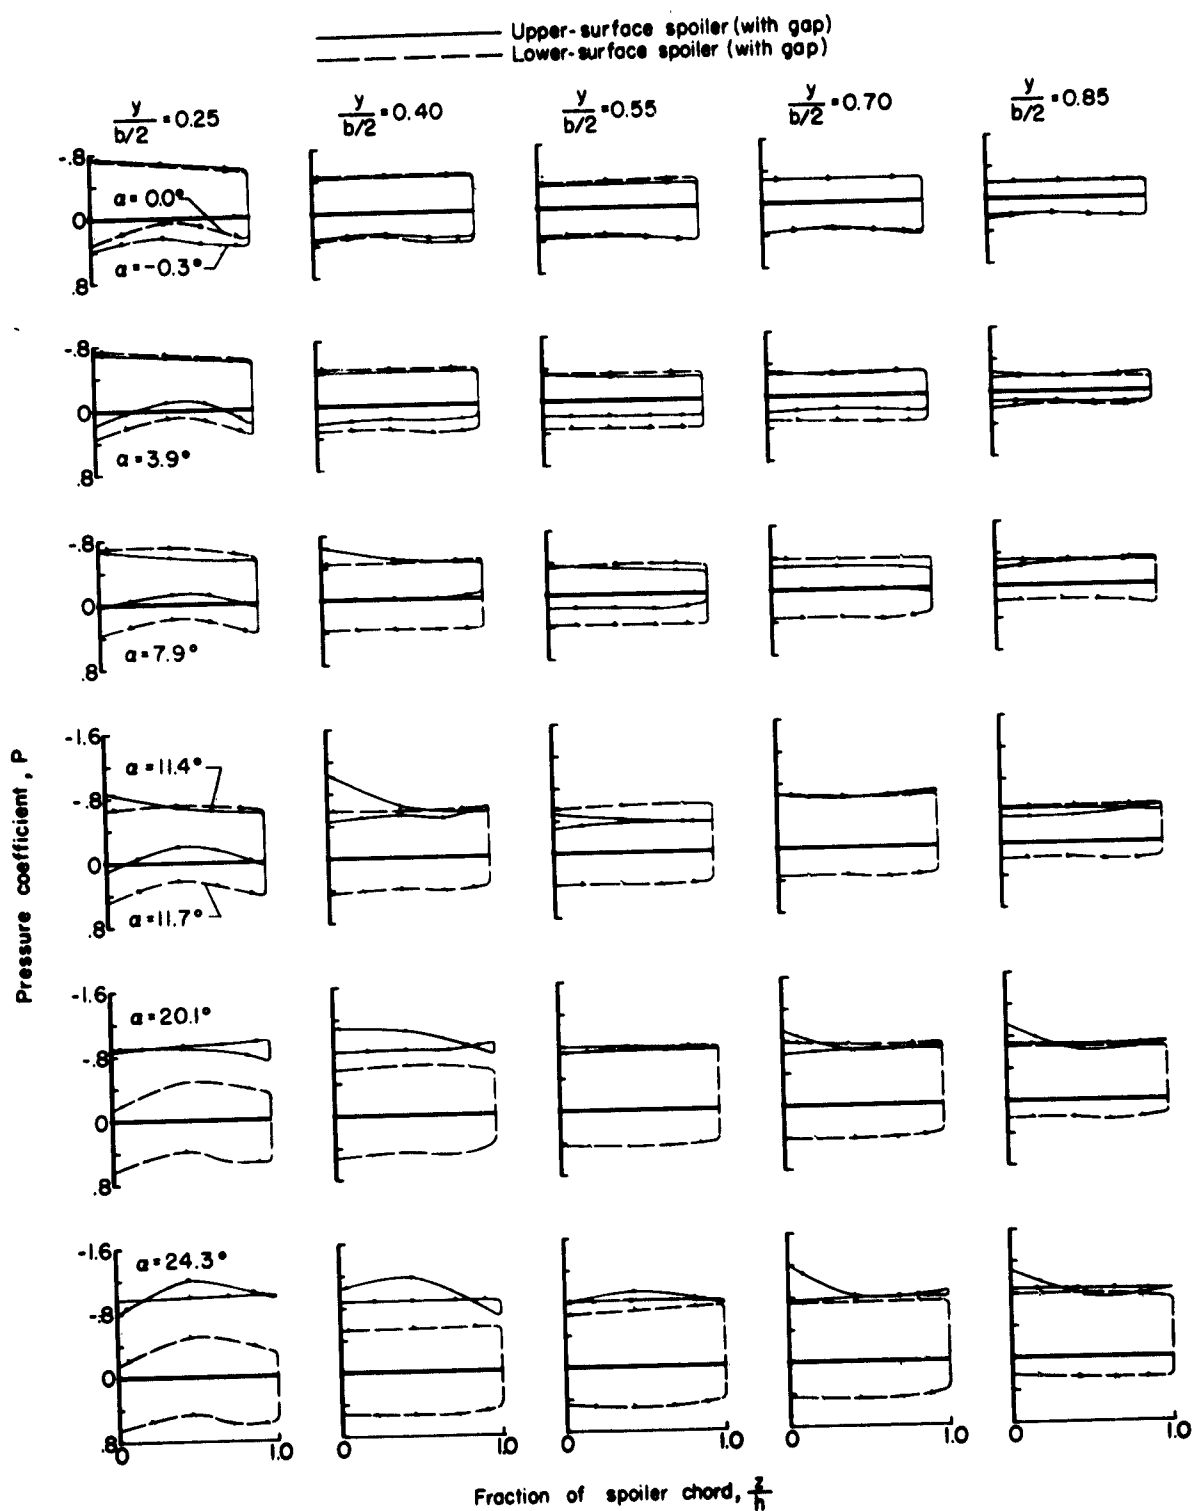 Upper-surface spoiler (with gap)
Lower-surface spoiler (with gap)
y/b/2 = 0.25
y/b/2 = 0.40
y/b/2 = 0.55
y/b/2 = 0.70
y/b/2 = 0.85
-.8
α = 0.0°
0
α = -0.3°
.8
-.8
0
α = 3.9°
.8
-.8
0
α = 7.9°
.8
-1.6
α = 11.4°
-.8
0
α = 11.7°
.8
Pressure coefficient, P
-1.6
α = 20.1°
-.8
0
.8
-1.6
α = 24.3°
-.8
0
.8
0 1.0 0 1.0 0 1.0 0 1.0 0 1.0
Fraction of spoiler chord, z/h